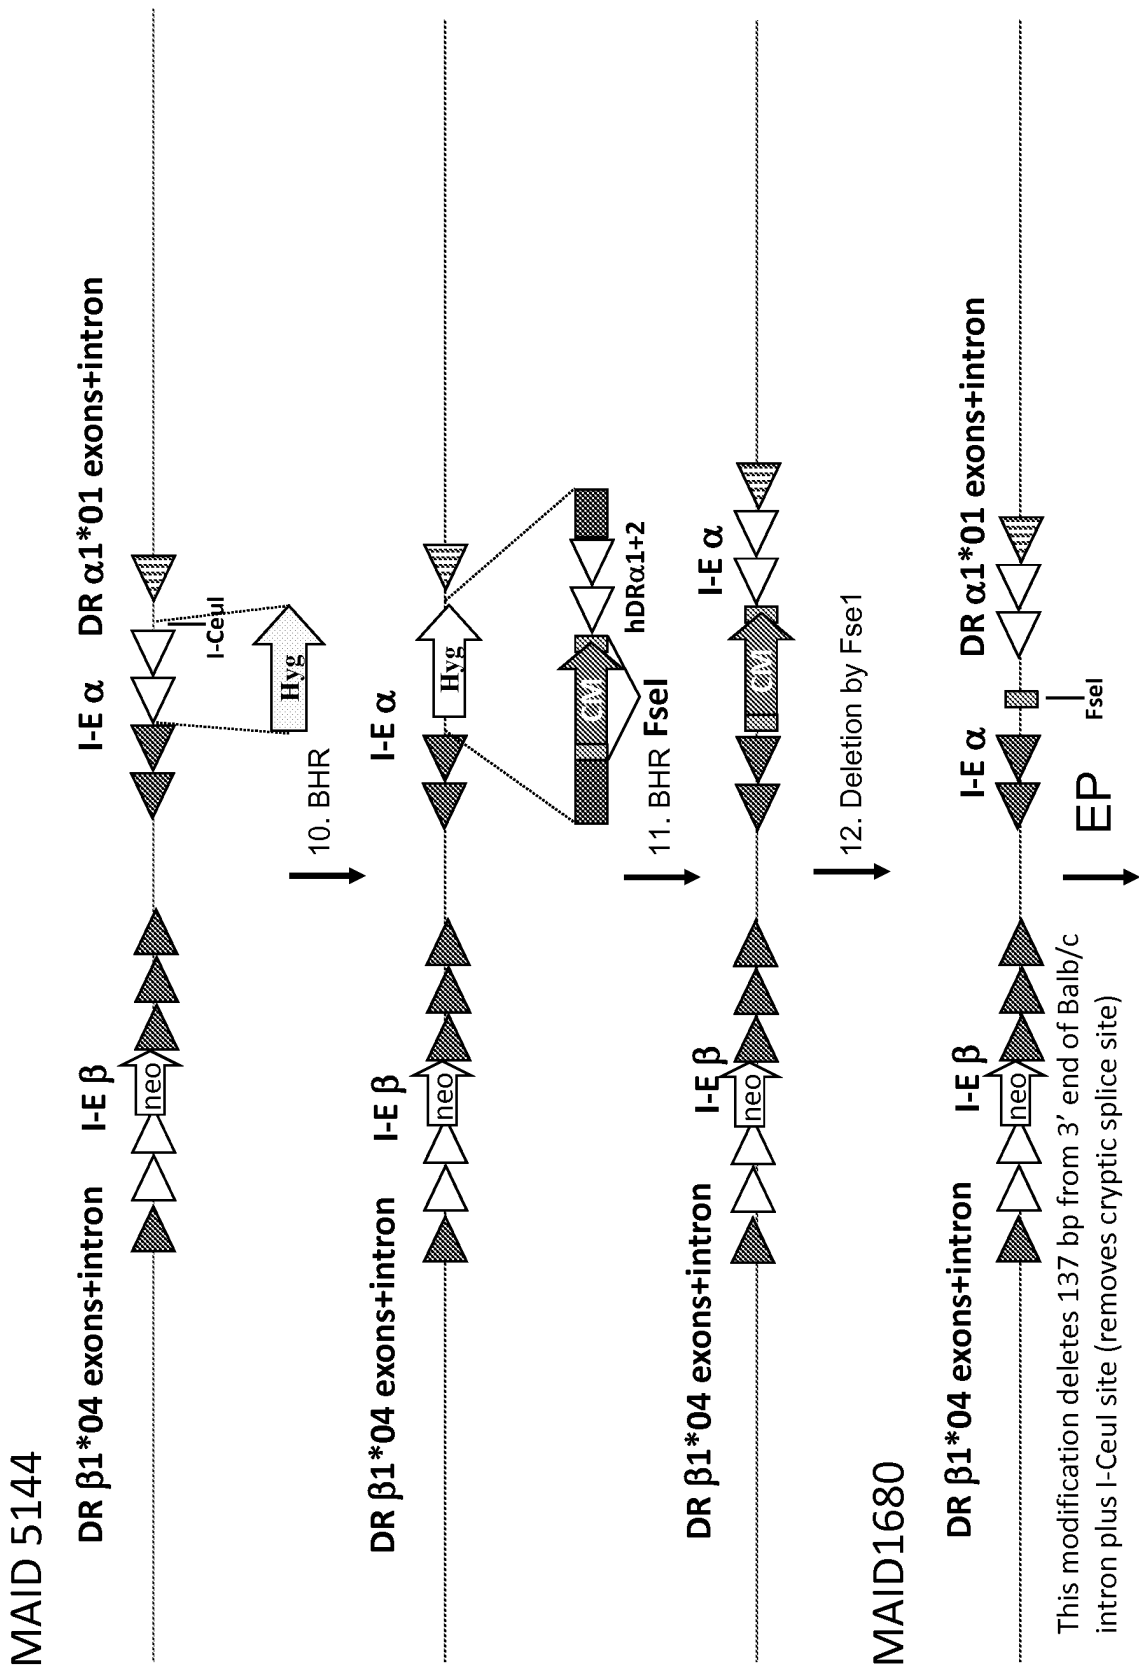 MAID 5144
DR β1*04 exons+intron
I-E β
I-E α
DR α1*01 exons+intron
neo
I-CeuI
Hyg
10. BHR
DR β1*04 exons+intron
I-E β
I-E α
neo
Hyg
CM
hDRα1+2
FseI
11. BHR
DR β1*04 exons+intron
I-E β
I-E α
neo
CM
12. Deletion by Fse1
MAID1680
DR β1*04 exons+intron
I-E β
I-E α
DR α1*01 exons+intron
neo
FseI
EP
This modification deletes 137 bp from 3’ end of Balb/c
intron plus I-CeuI site (removes cryptic splice site)